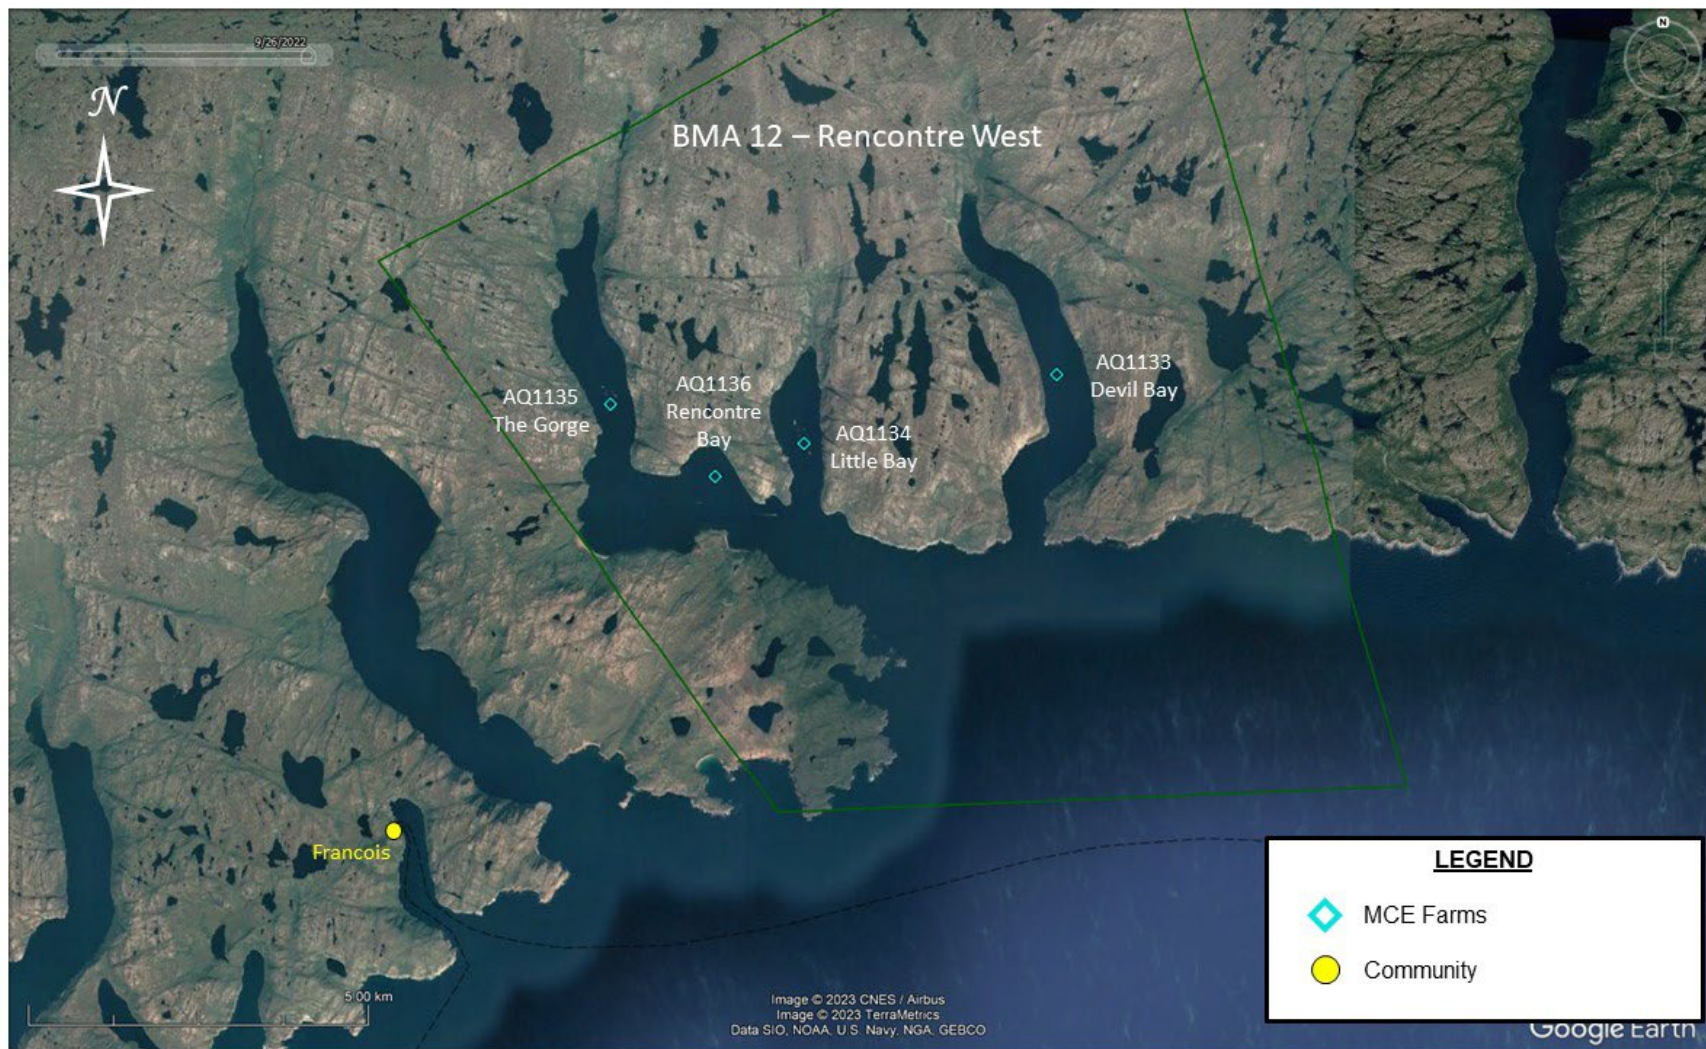 9/26/2022
N
N
BMA 12 – Rencontre West
AQ1133
Devil Bay
AQ1136
Rencontre
Bay
AQ1135
The Gorge
AQ1134
Little Bay
Francois
LEGEND
MCE Farms
Community
5.00 km
Image © 2023 CNES / Airbus
Image © 2023 TerraMetrics
Data SIO, NOAA, U.S. Navy, NGA, GEBCO
Google Earth